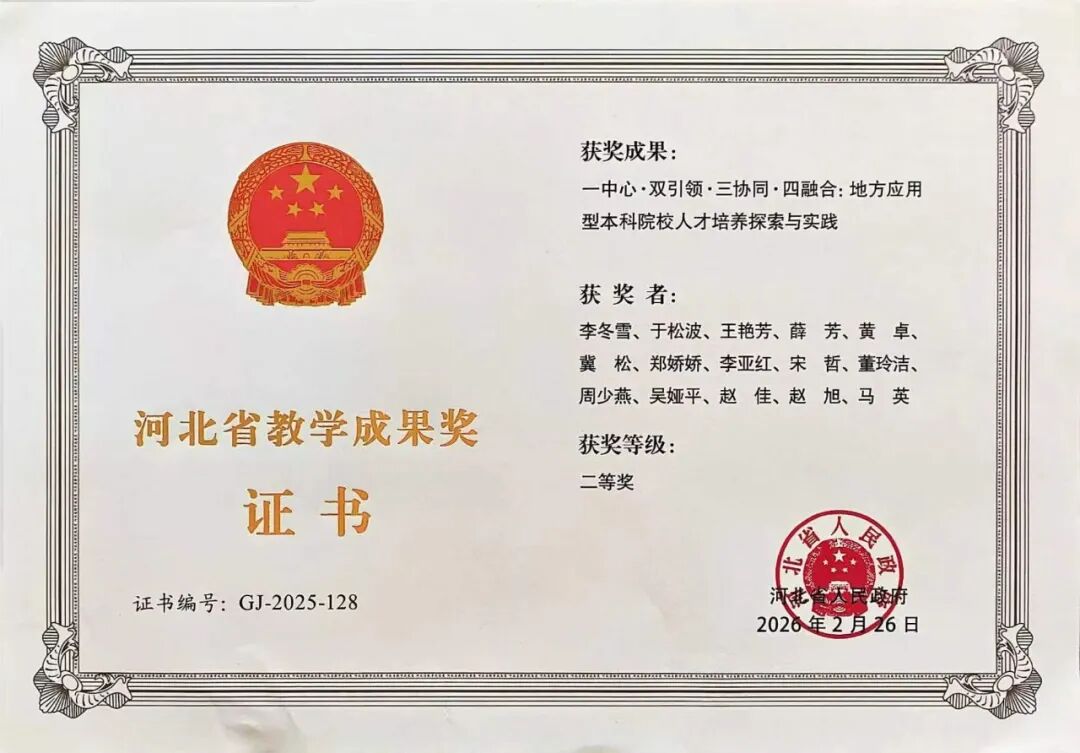 河北省教学成果奖
证书
证书编号：GJ-2025-128
获奖成果：
一中心·双引领·三协同·四融合：地方应用
型本科院校人才培养探索与实践
获奖者：
李冬雪、于松波、王艳芳、薛　芳、黄　卓、
冀　松、郑娇娇、李亚红、宋　哲、董玲洁、
周少燕、吴娅平、赵　佳、赵　旭、马　英
获奖等级：
二等奖
河北省人民政府
河北省人民政府
2026年2月26日